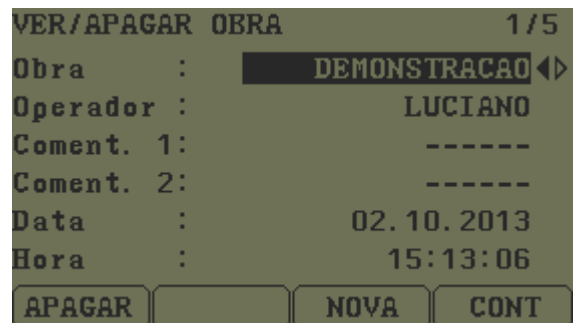 VER/APAGAR OBRA 1/5
Obra : DEMONSTRACAO
Operador : LUCIANO
Coment. 1: ------
Coment. 2: ------
Data : 02.10.2013
Hora : 15:13:06
APAGAR NOVA CONT